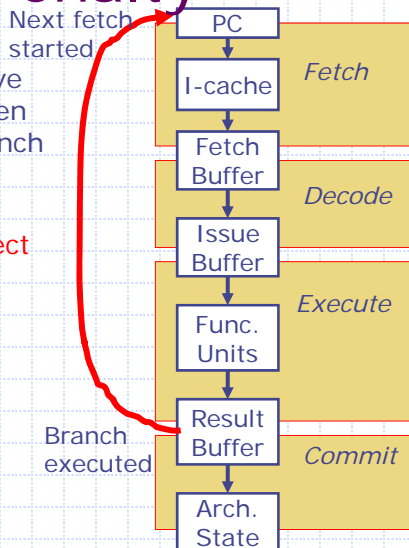 Next fetch
started
PC
I-cache
Fetch
Fetch
Buffer
Decode
Issue
Buffer
Execute
Func.
Units
Branch
executed
Result
Buffer
Commit
Arch.
State